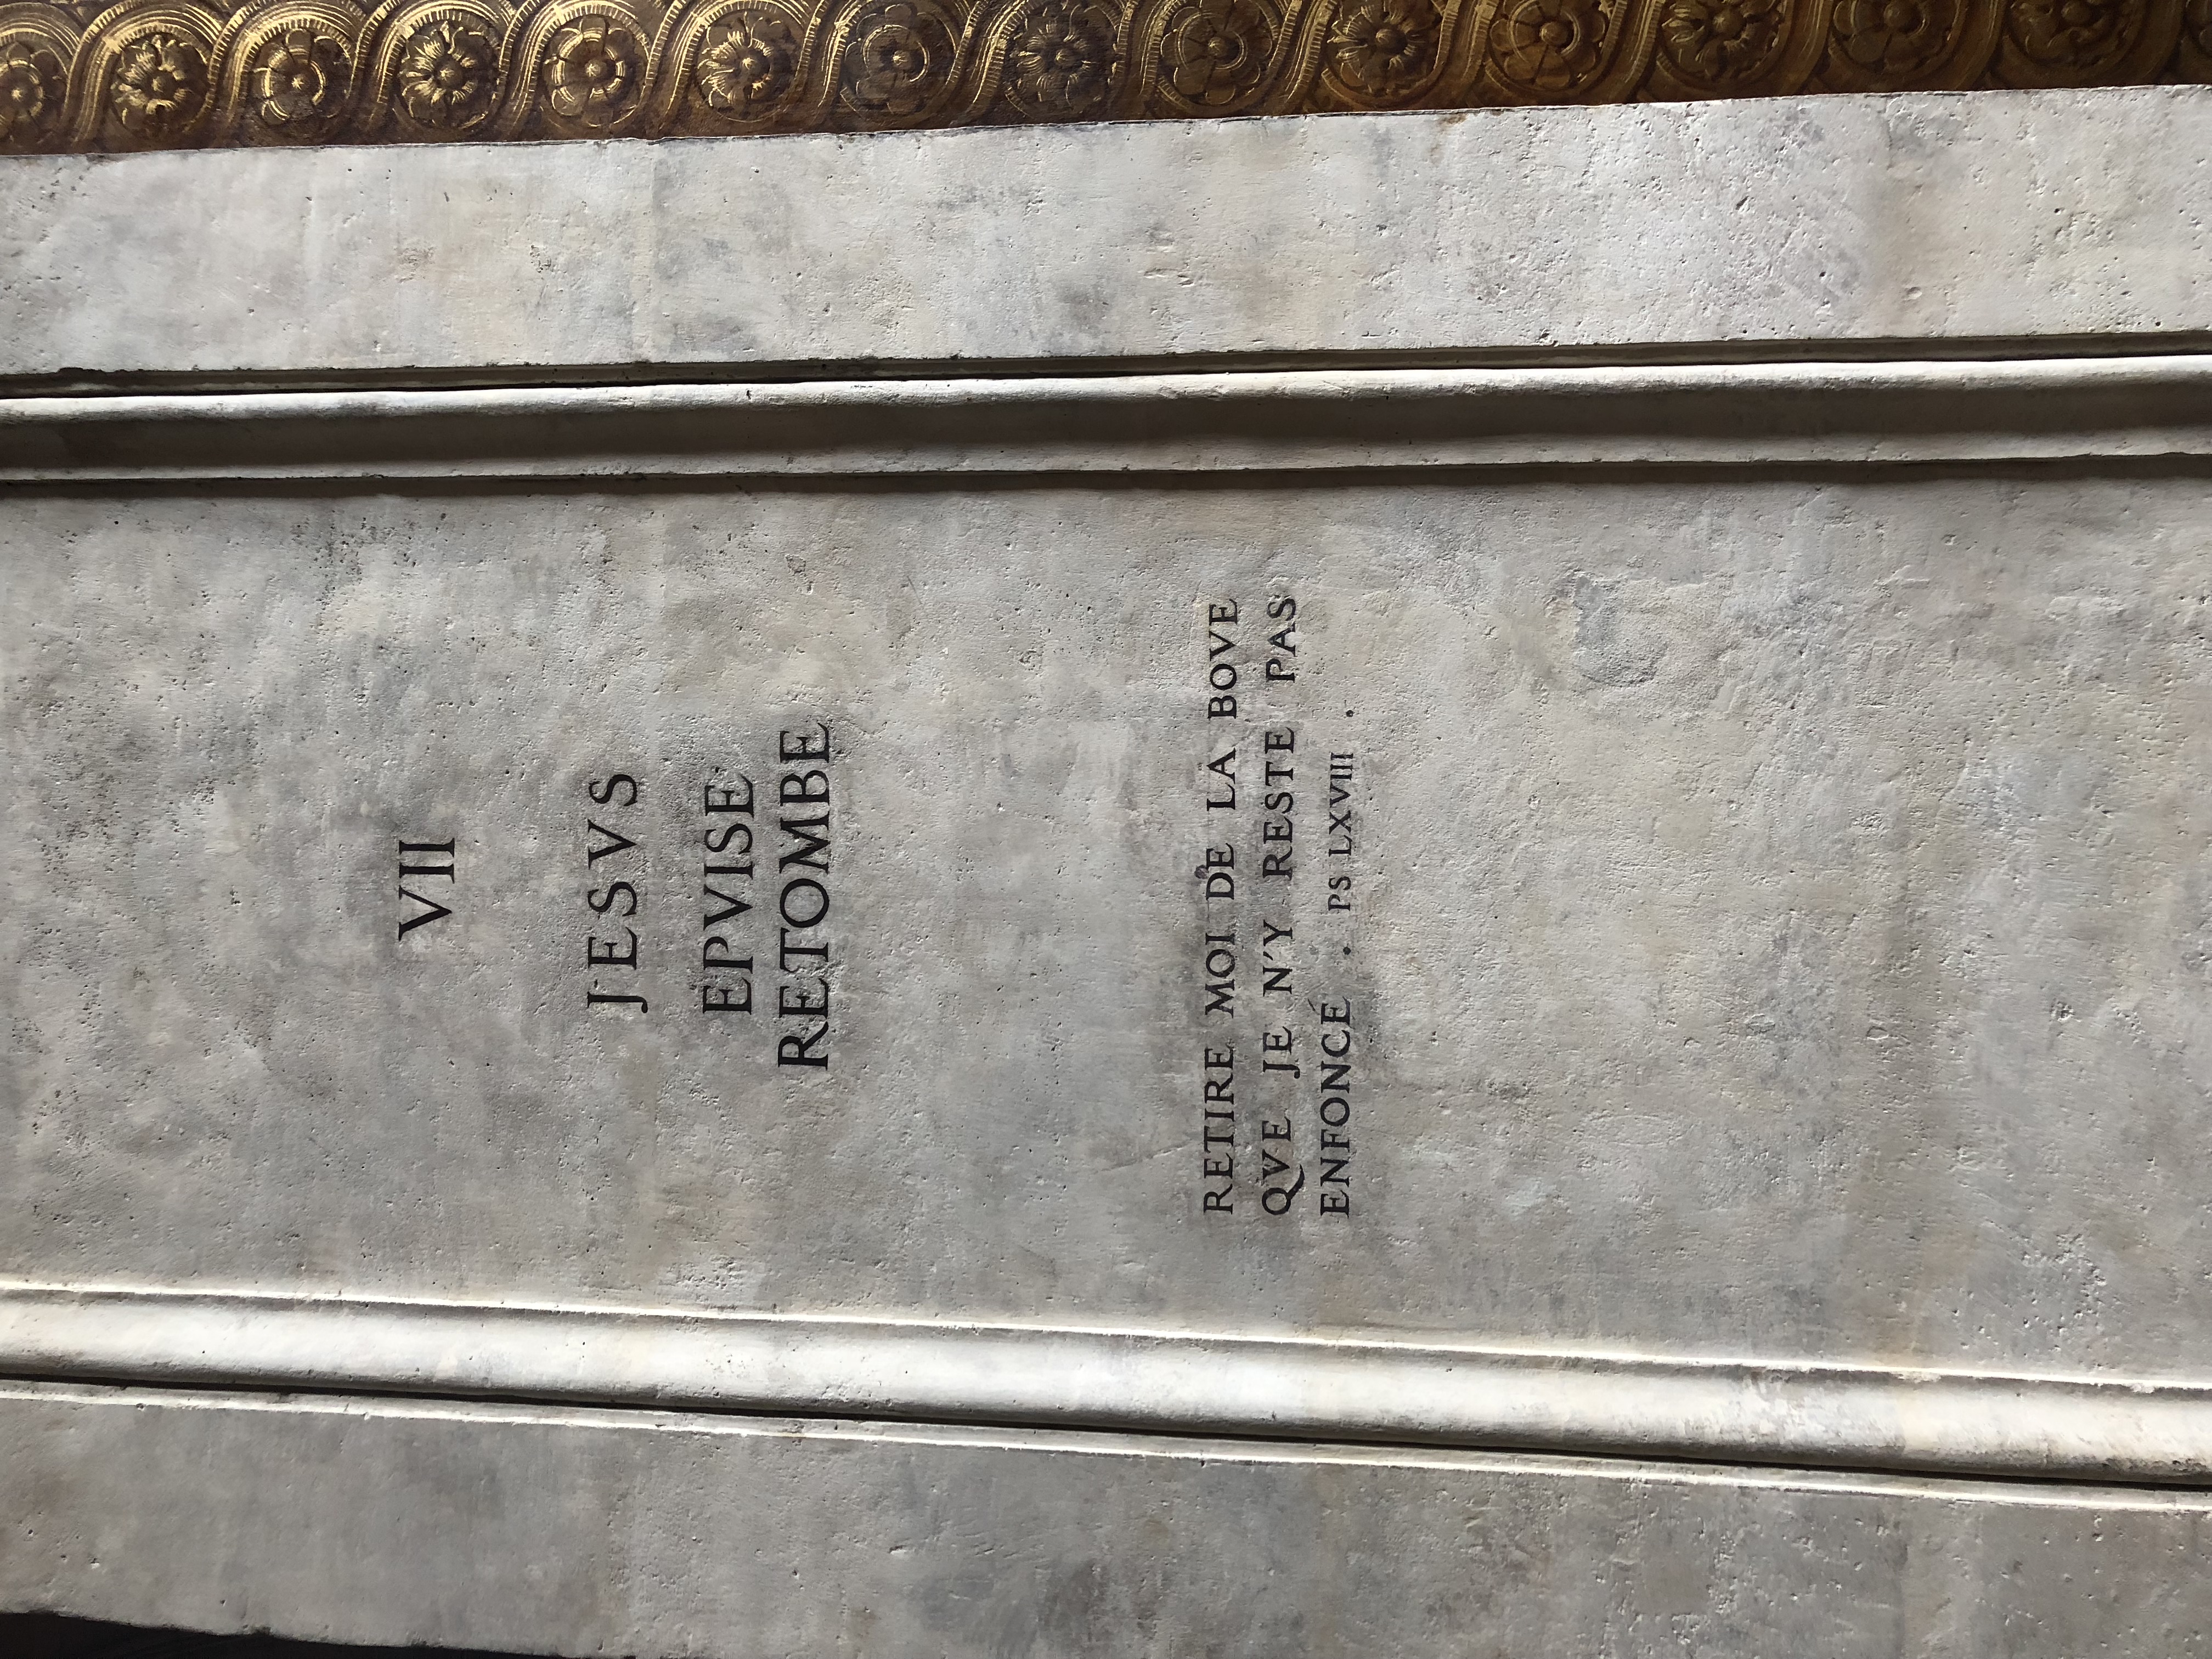 VII
JESVS
EPVISE
RETOMBE
RETIRE MOI DE LA BOVE
QVE JE N'Y RESTE PAS
ENFONCÉ . PS LXVIII .